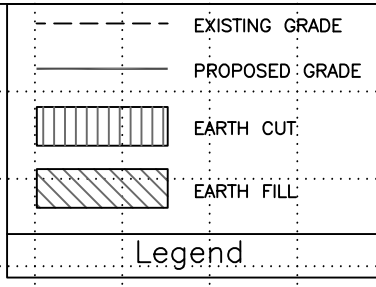 EXISTING GRADE
PROPOSED GRADE
EARTH CUT
EARTH FILL
Legend